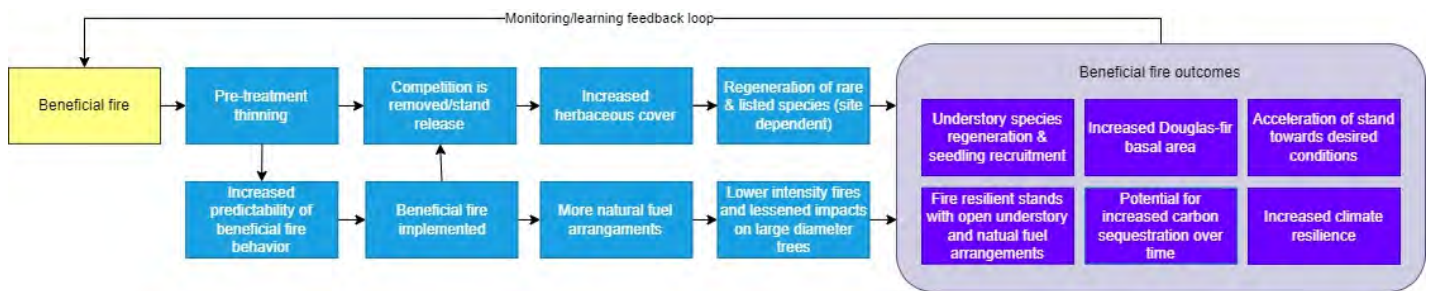 Monitoring/learning feedback loop
Beneficial fire
Pre-treatment
thinning
Competition is
removed/stand
release
Increased
herbaceous cover
Regeneration of rare
& listed species (site
dependent)
Increased
predictability of
beneficial fire
behavior
Beneficial fire
implemented
More natural fuel
arrangaments
Lower intensity fires
and lessened impacts
on large diameter
trees
Beneficial fire outcomes
Understory species
regeneration &
seedling recruitment
Increased Douglas-fir
basal area
Acceleration of stand
towards desired
conditions
Fire resilient stands
with open understory
and natual fuel
arrangements
Potential for
increased carbon
sequestration over
time
Increased climate
resilience